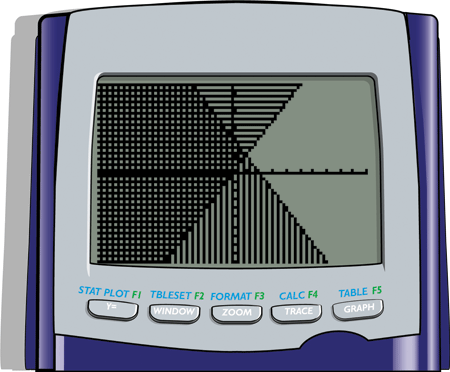 STAT PLOT F1 TBLESET F2 FORMAT F3 CALC F4 TABLE F5
Y= WINDOW ZOOM TRACE GRAPH